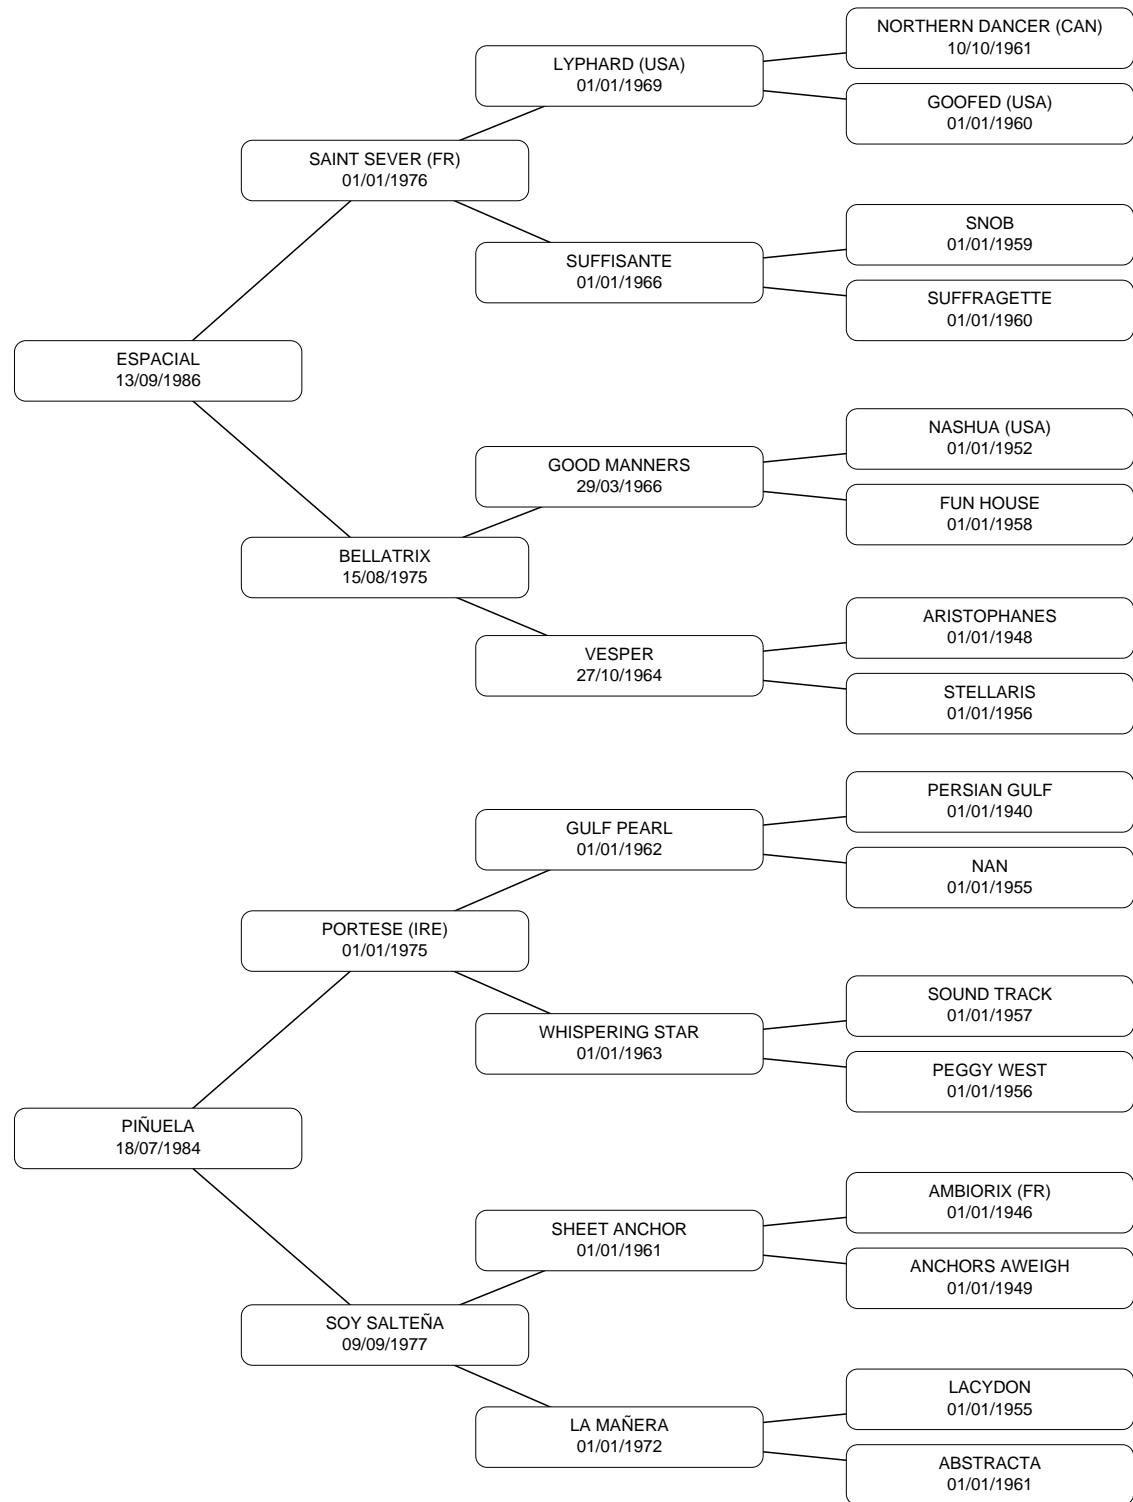 NORTHERN DANCER (CAN)
10/10/1961
LYPHARD (USA)
01/01/1969
GOOFED (USA)
01/01/1960
SAINT SEVER (FR)
01/01/1976
SNOB
01/01/1959
SUFFISANTE
01/01/1966
SUFFRAGETTE
01/01/1960
ESPACIAL
13/09/1986
NASHUA (USA)
01/01/1952
GOOD MANNERS
29/03/1966
FUN HOUSE
01/01/1958
BELLATRIX
15/08/1975
ARISTOPHANES
01/01/1948
VESPER
27/10/1964
STELLARIS
01/01/1956
PERSIAN GULF
01/01/1940
GULF PEARL
01/01/1962
NAN
01/01/1955
PORTESE (IRE)
01/01/1975
SOUND TRACK
01/01/1957
WHISPERING STAR
01/01/1963
PEGGY WEST
01/01/1956
PIÑUELA
18/07/1984
AMBIORIX (FR)
01/01/1946
SHEET ANCHOR
01/01/1961
ANCHORS AWEIGH
01/01/1949
SOY SALTEÑA
09/09/1977
LACYDON
01/01/1955
LA MAÑERA
01/01/1972
ABSTRACTA
01/01/1961